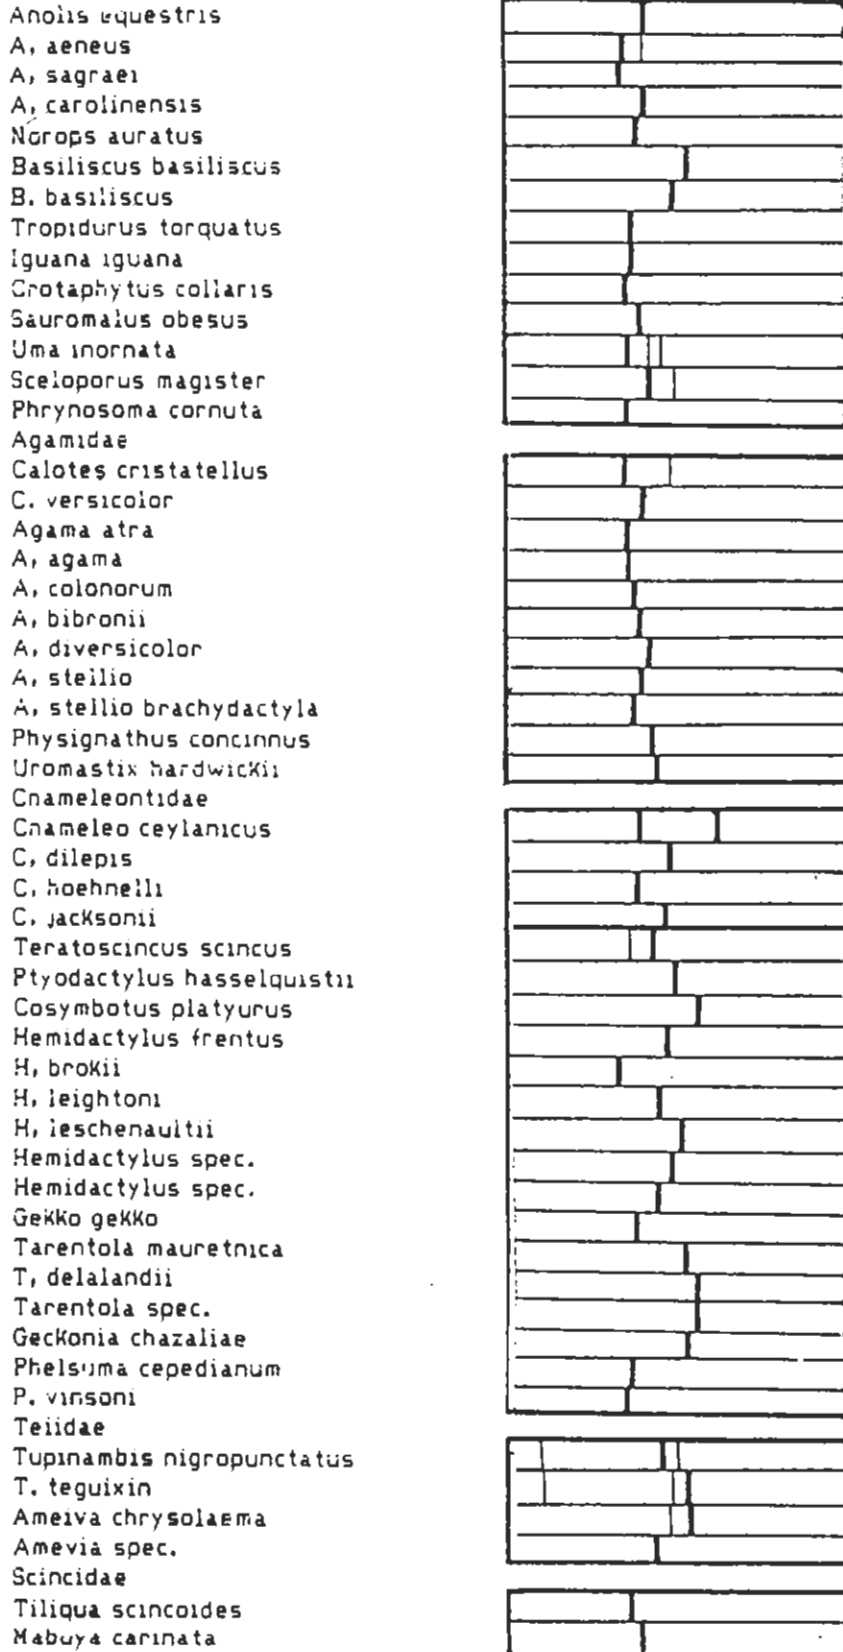 Anolis equestris
A, aeneus
A, sagraei
A, carolinensis
Norops auratus
Basiliscus basiliscus
B. basiliscus
Tropidurus torquatus
Iguana iguana
Crotaphytus collaris
Sauromalus obesus
Uma inornata
Sceloporus magister
Phrynosoma cornuta
Agamidae
Calotes cristatellus
C. versicolor
Agama atra
A, agama
A, colonorum
A, bibronii
A, diversicolor
A, stellio
A, stellio brachydactyla
Physignathus concinnus
Uromastix hardwickii
Chameleontidae
Chameleo ceylanicus
C, dilepis
C, hoehnelli
C. jacksonii
Teratoscincus scincus
Ptyodactylus hasselquistii
Cosymbotus platyurus
Hemidactylus frentus
H, brokii
H, leightoni
H, leschenaultii
Hemidactylus spec.
Hemidactylus spec.
Gekko gekko
Tarentola mauretnica
T, delalandii
Tarentola spec.
Geckonia chazaliae
Phelsuma cepedianum
P. vinsoni
Teiidae
Tupinambis nigropunctatus
T. teguixin
Ameiva chrysolaema
Amevia spec.
Scincidae
Tiliqua scincoides
Mabuya carinata